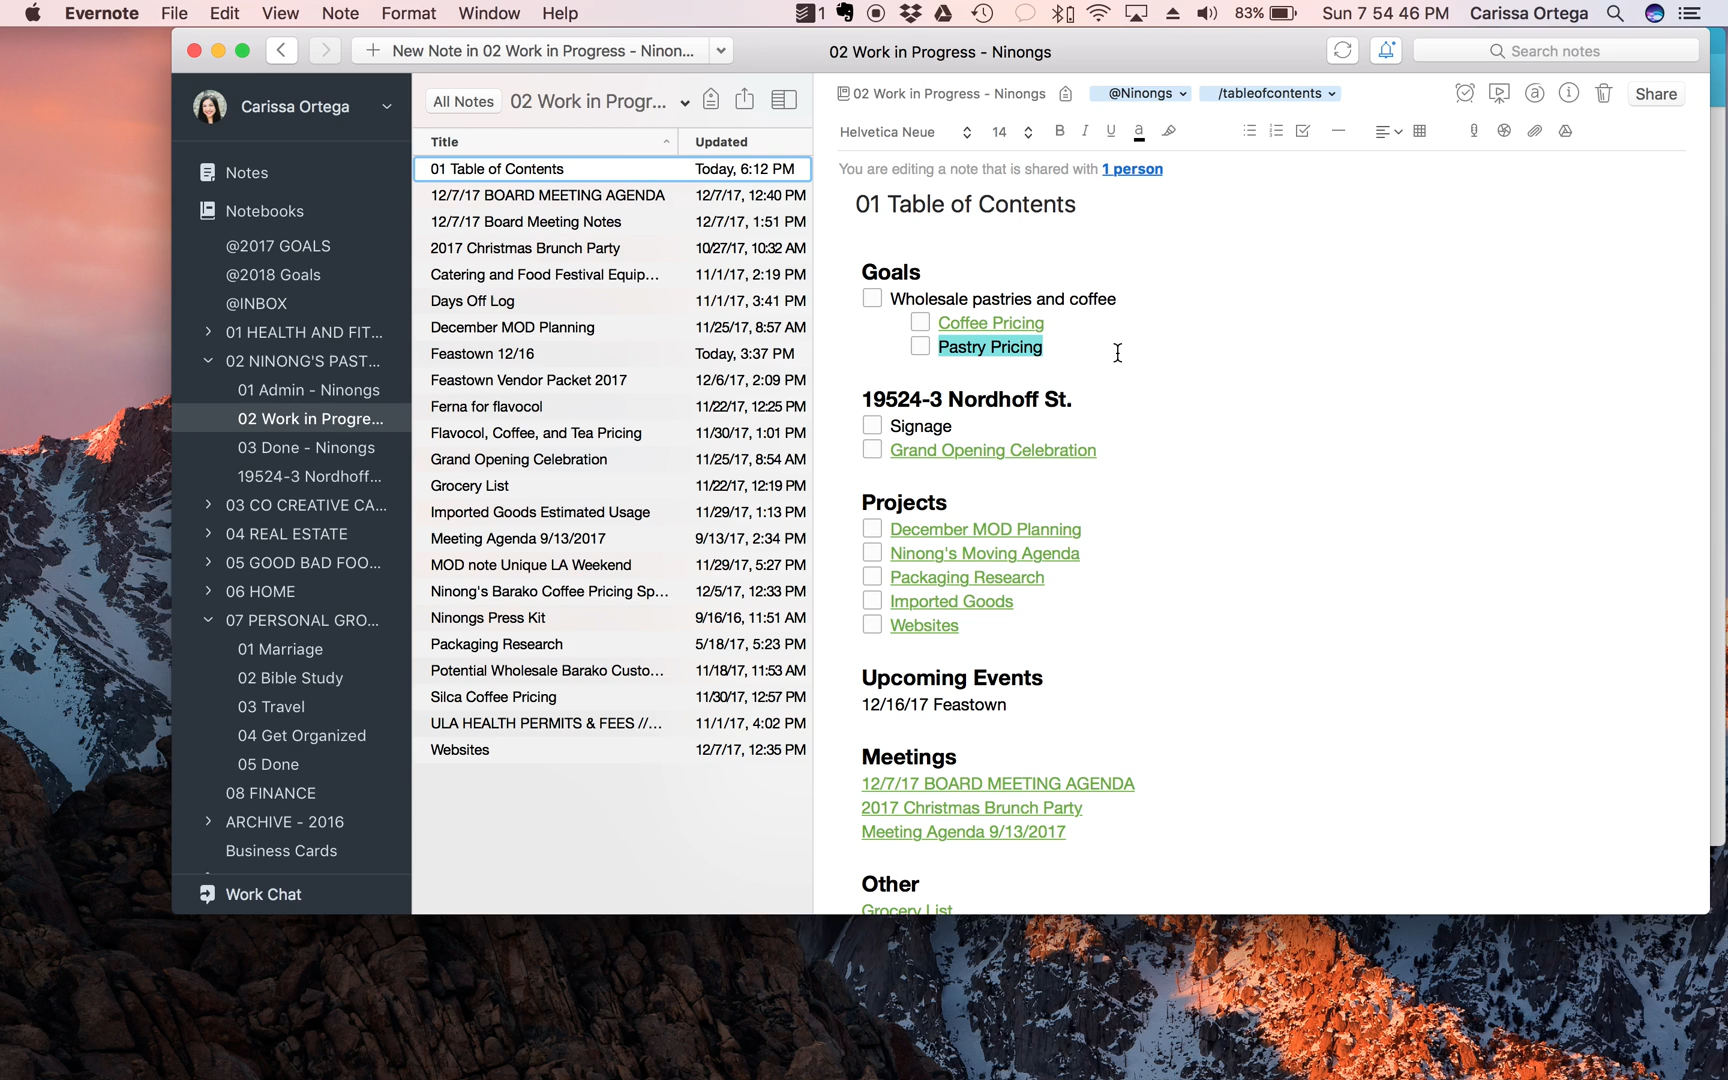 Evernote File Edit View Note Format Window Help 1 83% Sun 7 54 46 PM Carissa Ortega
New Note in 02 Work in Progress - Ninon...
02 Work in Progress - Ninongs
Search notes
Carissa Ortega
Notes
Notebooks
@2017 GOALS
@2018 Goals
@INBOX
01 HEALTH AND FIT...
02 NINONG'S PAST...
01 Admin - Ninongs
02 Work in Progre...
03 Done - Ninongs
19524-3 Nordhoff...
03 CO CREATIVE CA...
04 REAL ESTATE
05 GOOD BAD FOO...
06 HOME
07 PERSONAL GRO...
01 Marriage
02 Bible Study
03 Travel
04 Get Organized
05 Done
08 FINANCE
ARCHIVE - 2016
Business Cards
Work Chat
All Notes 02 Work in Progr...
Title Updated
01 Table of Contents Today, 6:12 PM
12/7/17 BOARD MEETING AGENDA 12/7/17, 12:40 PM
12/7/17 Board Meeting Notes 12/7/17, 1:51 PM
2017 Christmas Brunch Party 10/27/17, 10:32 AM
Catering and Food Festival Equip... 11/1/17, 2:19 PM
Days Off Log 11/1/17, 3:41 PM
December MOD Planning 11/25/17, 8:57 AM
Feastown 12/16 Today, 3:37 PM
Feastown Vendor Packet 2017 12/6/17, 2:09 PM
Ferna for flavocol 11/22/17, 12:25 PM
Flavocol, Coffee, and Tea Pricing 11/30/17, 1:01 PM
Grand Opening Celebration 11/25/17, 8:54 AM
Grocery List 11/22/17, 12:19 PM
Imported Goods Estimated Usage 11/29/17, 1:13 PM
Meeting Agenda 9/13/2017 9/13/17, 2:34 PM
MOD note Unique LA Weekend 11/29/17, 5:27 PM
Ninong's Barako Coffee Pricing Sp... 12/5/17, 12:33 PM
Ninongs Press Kit 9/16/16, 11:51 AM
Packaging Research 5/18/17, 5:23 PM
Potential Wholesale Barako Custo... 11/18/17, 11:53 AM
Silca Coffee Pricing 11/30/17, 12:57 PM
ULA HEALTH PERMITS & FEES //... 11/1/17, 4:02 PM
Websites 12/7/17, 12:35 PM
02 Work in Progress - Ninongs @Ninongs /tableofcontents Share
Helvetica Neue 14 B I U a
You are editing a note that is shared with 1 person
01 Table of Contents
Goals
Wholesale pastries and coffee
Coffee Pricing
Pastry Pricing
19524-3 Nordhoff St.
Signage
Grand Opening Celebration
Projects
December MOD Planning
Ninong's Moving Agenda
Packaging Research
Imported Goods
Websites
Upcoming Events
12/16/17 Feastown
Meetings
12/7/17 BOARD MEETING AGENDA
2017 Christmas Brunch Party
Meeting Agenda 9/13/2017
Other
Grocery List